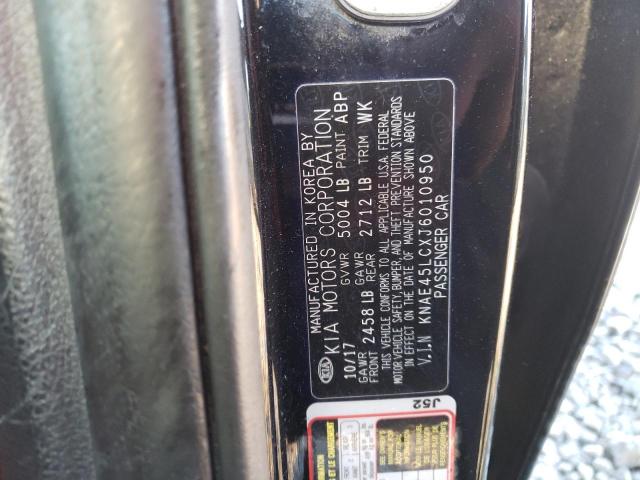 MANUFACTURED IN KOREA BY
KIA MOTORS CORPORATION
10/17 GVWR 5004 LB PAINT ABP
GAWR FRONT 2458 LB GAWR REAR 2712 LB TRIM WK
THIS VEHICLE CONFORMS TO ALL APPLICABLE U.S.A. FEDERAL
MOTOR VEHICLE SAFETY, BUMPER, AND THEFT PREVENTION STANDARDS
IN EFFECT ON THE DATE OF MANUFACTURE SHOWN ABOVE
V.I.N KNAE45LCXJ6010950
PASSENGER CAR
KIA
J52